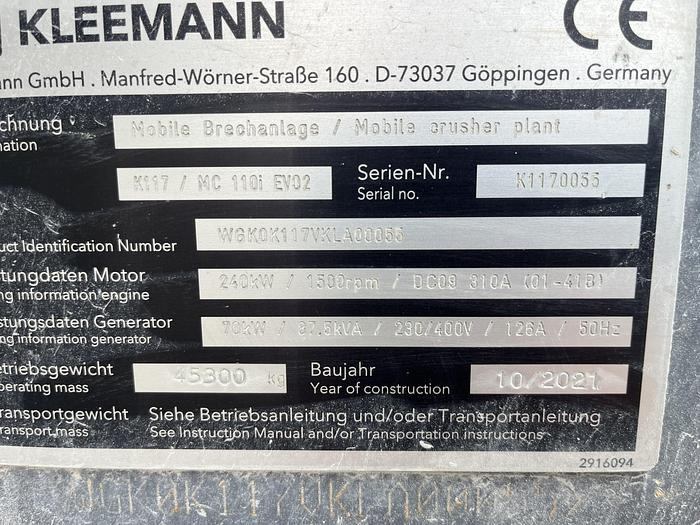 KLEEMANN CE
nn GmbH . Manfred-Wörner-Straße 160 . D-73037 Göppingen . Germany
chnung Mobile Brechanlage / Mobile crusher plant
nation
K117 / MC 110i EVO2 Serien-Nr. K1170055
Serial no.
uct Identification Number WGK0K117VKLA00055
tungdaten Motor 240kW / 1500rpm / DC09 310A (01-41B)
ng information engine
stungsdaten Generator 70kW / 87.5kVA / 230/400V / 126A / 50Hz
ng information generator
etriebsgewicht 45300 kg Baujahr 10/2021
perating mass Year of construction
ransportgewicht Siehe Betriebsanleitung und/oder Transportanleitung
ransport mass See Instruction Manual and/or Transportation instructions
2916094